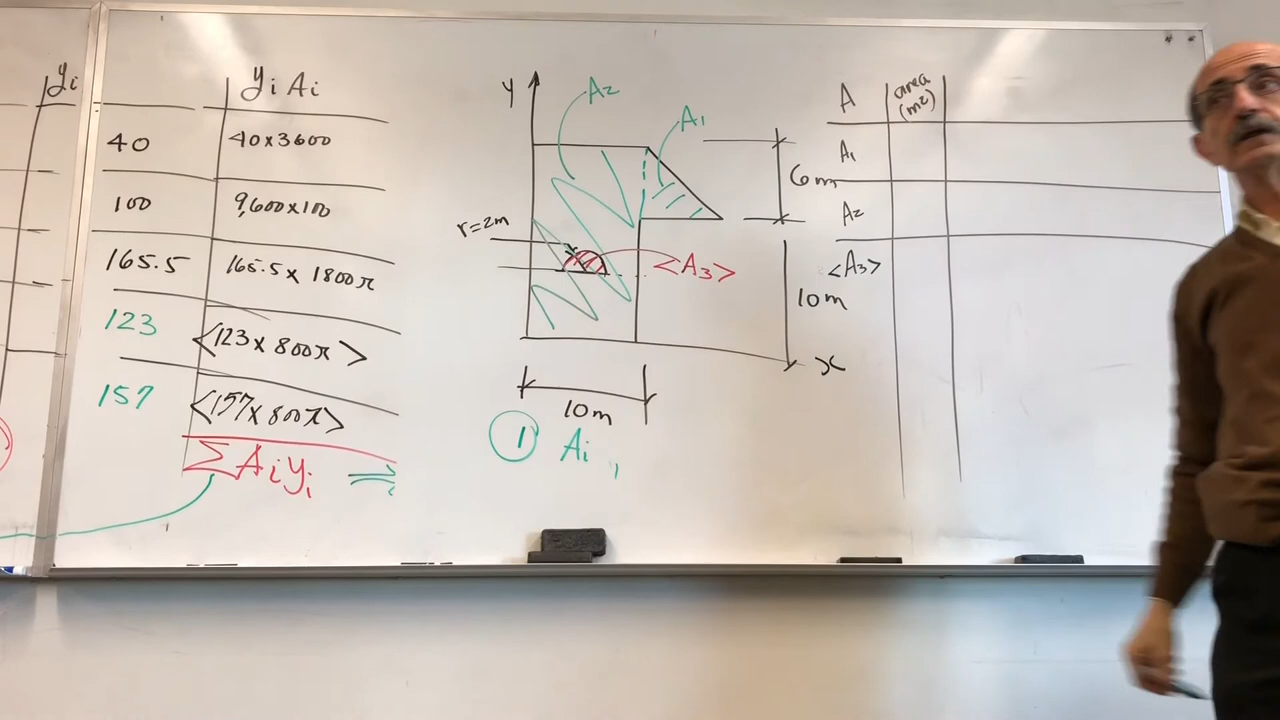 yi
yi Ai
40 40x3600
100 9,600x100
165.5 165.5 x 1800π
123 <123 x 800π>
157 <157 x 800π>
ΣAiyi ⇒
y
A2
A1
6m
r=2m
<A3>
10m
x
10m
① Ai,
A area (m²)
A1
A2
<A3>